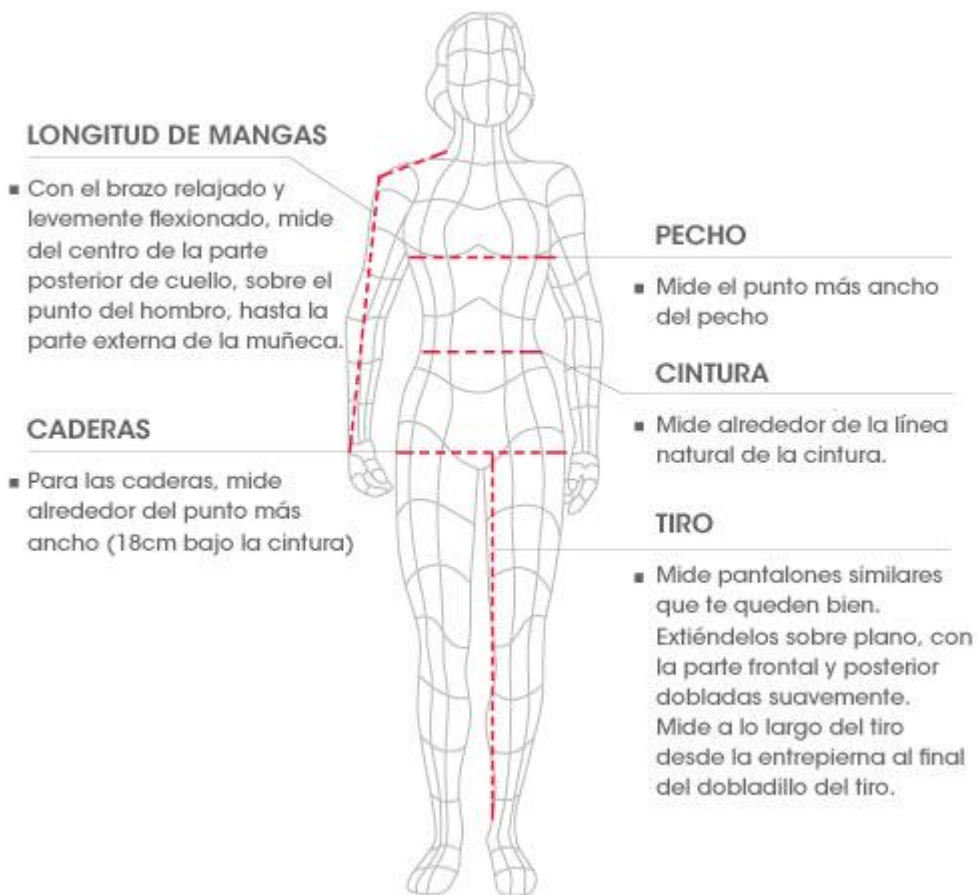 LONGITUD DE MANGAS
▪ Con el brazo relajado y
levemente flexionado, mide
del centro de la parte
posterior de cuello, sobre el
punto del hombro, hasta la
parte externa de la muñeca.
CADERAS
▪ Para las caderas, mide
alrededor del punto más
ancho (18cm bajo la cintura)
PECHO
▪ Mide el punto más ancho
del pecho
CINTURA
▪ Mide alrededor de la línea
natural de la cintura.
TIRO
▪ Mide pantalones similares
que te queden bien.
Extiéndelos sobre plano, con
la parte frontal y posterior
dobladas suavemente.
Mide a lo largo del tiro
desde la entrepierna al final
del dobladillo del tiro.